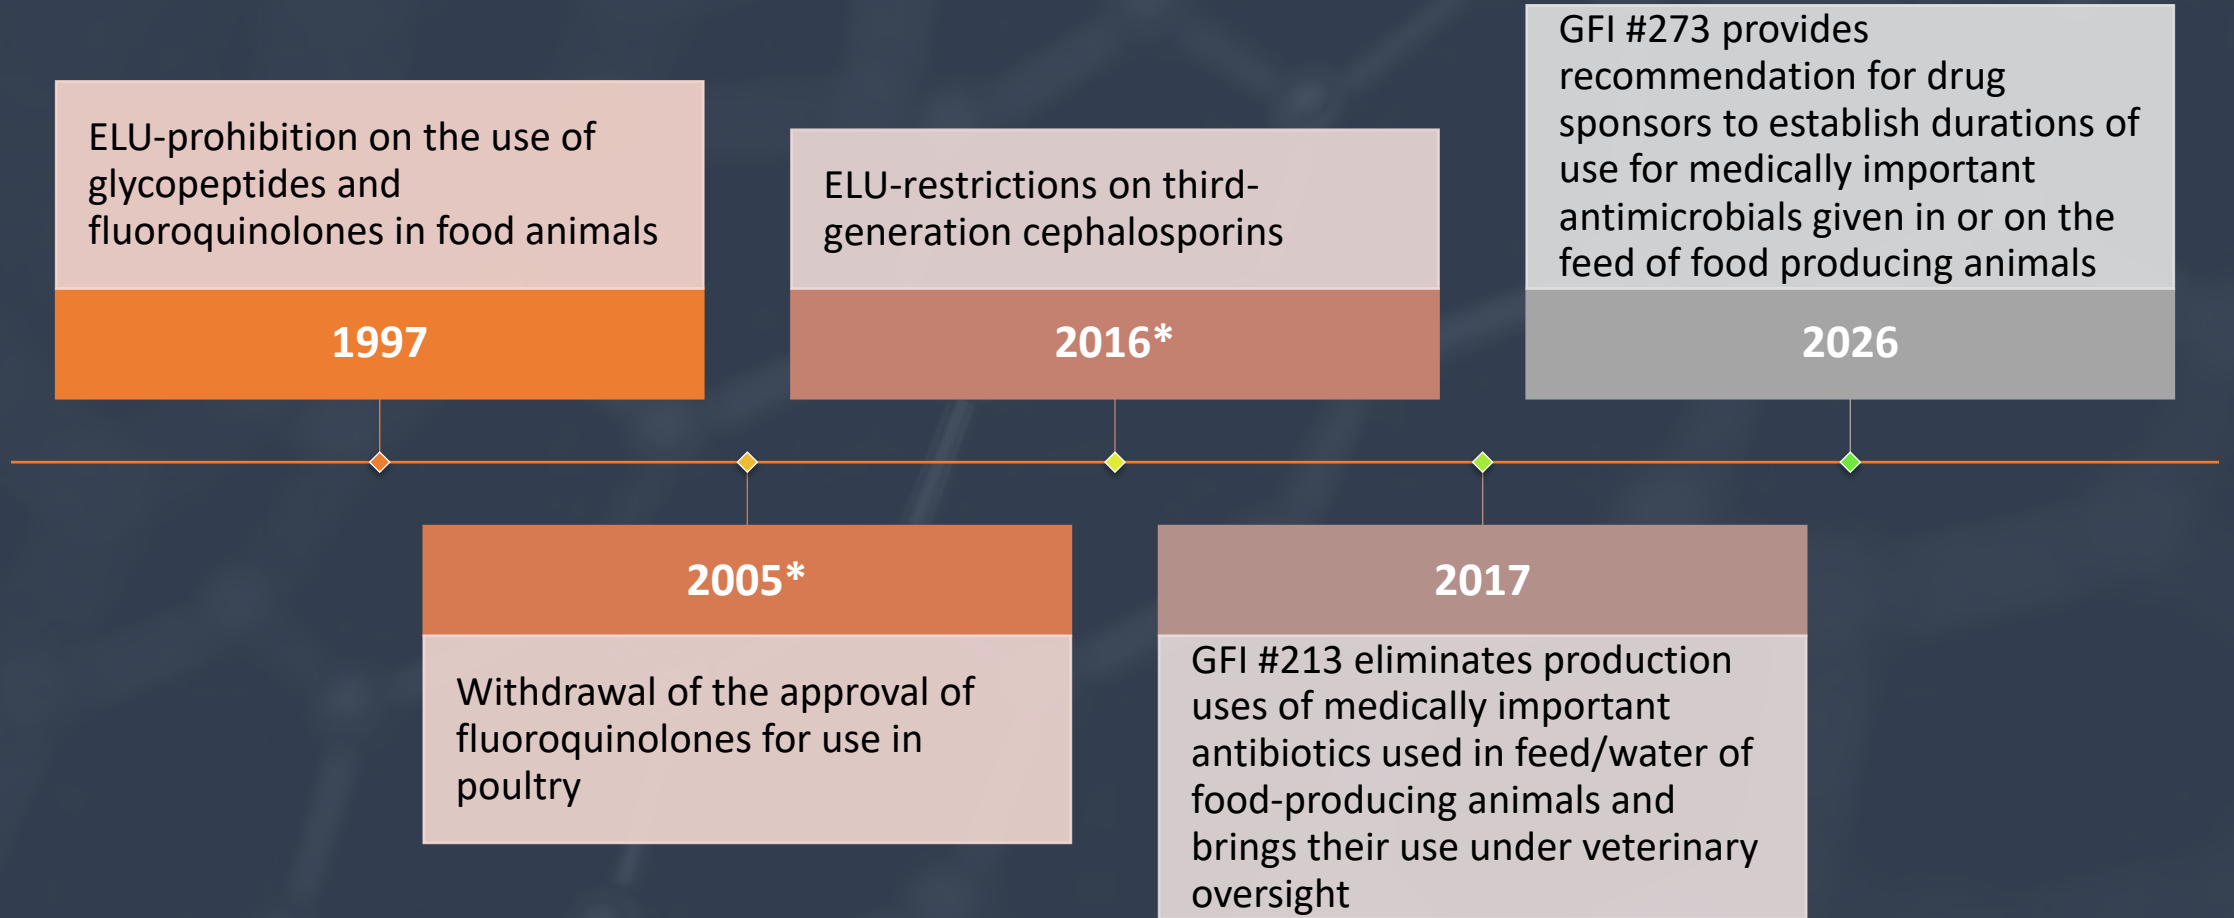 ELU-prohibition on the use of
glycopeptides and
fluoroquinolones in food animals
1997
2005*
Withdrawal of the approval of
fluoroquinolones for use in
poultry
ELU-restrictions on third-
generation cephalosporins
2016*
2017
GFI #213 eliminates production
uses of medically important
antibiotics used in feed/water of
food-producing animals and
brings their use under veterinary
oversight
GFI #273 provides
recommendation for drug
sponsors to establish durations of
use for medically important
antimicrobials given in or on the
feed of food producing animals
2026